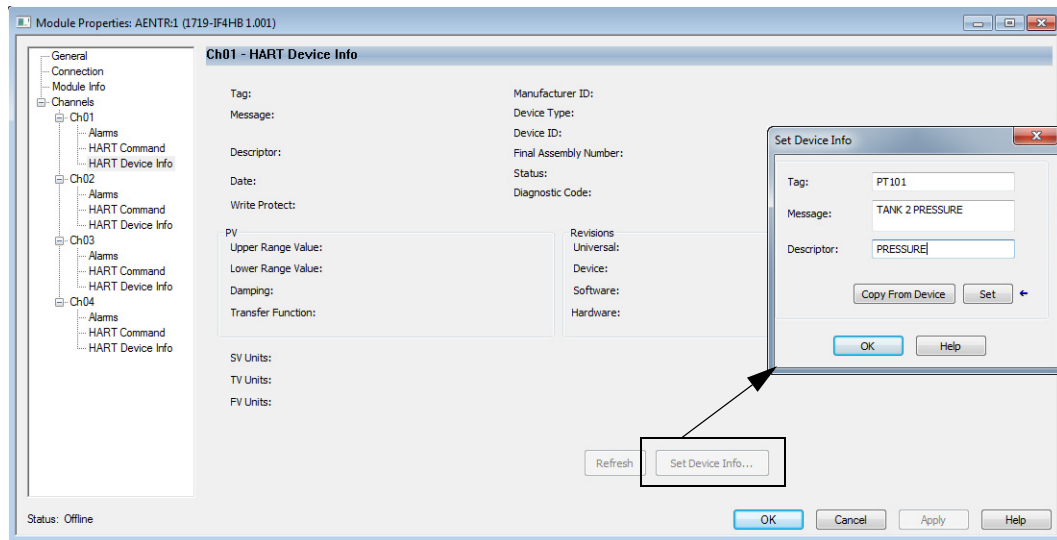 Module Properties: AENTR:1 (1719-IF4HB 1.001)
General
Connection
Module Info
Channels
Ch01
Alarms
HART Command
HART Device Info
Ch02
Alarms
HART Command
HART Device Info
Ch03
Alarms
HART Command
HART Device Info
Ch04
Alarms
HART Command
HART Device Info
Ch01 - HART Device Info
Tag:
Message:
Descriptor:
Date:
Write Protect:
Manufacturer ID:
Device Type:
Device ID:
Final Assembly Number:
Status:
Diagnostic Code:
PV
Upper Range Value:
Lower Range Value:
Damping:
Transfer Function:
Revisions
Universal:
Device:
Software:
Hardware:
SV Units:
TV Units:
FV Units:
Refresh Set Device Info...
Set Device Info
Tag: PT101
Message: TANK 2 PRESSURE
Descriptor: PRESSURE
Copy From Device Set
OK Help
Status: Offline
OK Cancel Apply Help